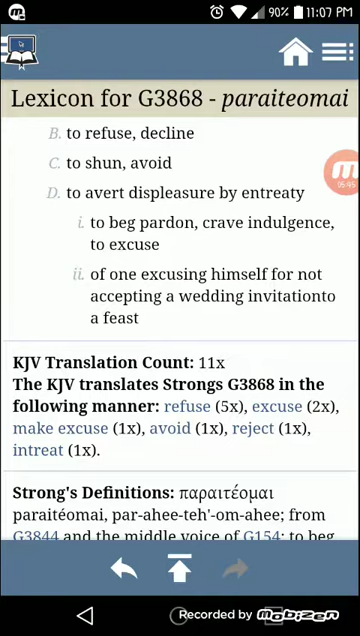 90% 11:07 PM
Lexicon for G3868 - paraiteomai
B. to refuse, decline
C. to shun, avoid
05:45
D. to avert displeasure by entreaty
i. to beg pardon, crave indulgence,
to excuse
ii. of one excusing himself for not
accepting a wedding invitationto
a feast
KJV Translation Count: 11x
The KJV translates Strongs G3868 in the
following manner: refuse (5x), excuse (2x),
make excuse (1x), avoid (1x), reject (1x),
intreat (1x).
Strong's Definitions: παραιτέομαι
paraitéomai, par-ahee-teh'-om-ahee; from
G3844 and the middle voice of G154; to beg
Recorded by Mobizen